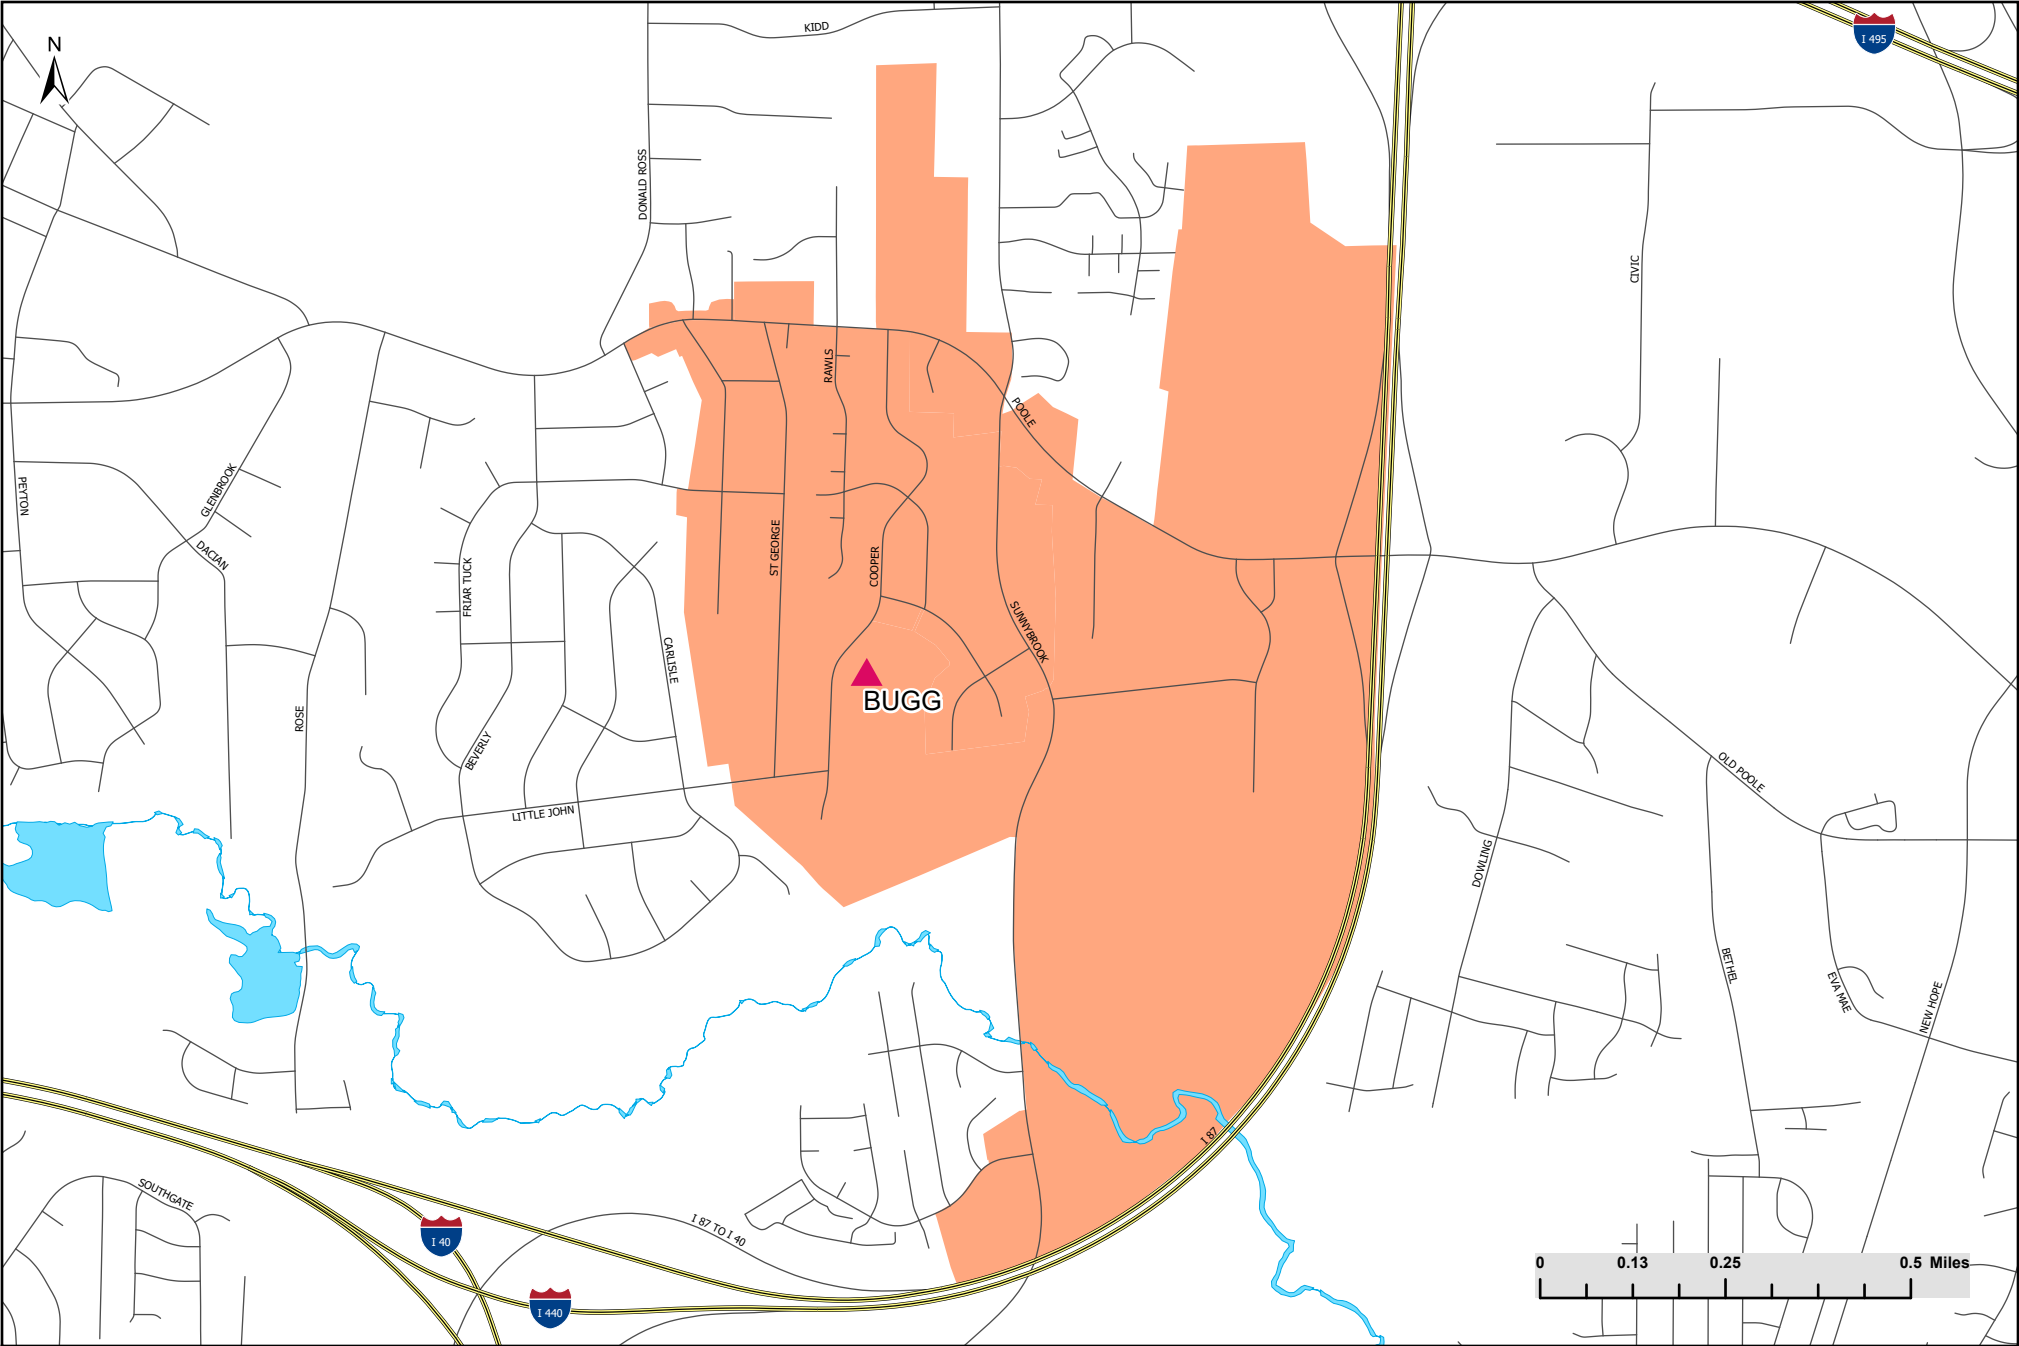 KIDD
I 495
N
DONALD ROSS
CIVIC
RAWLS
POOLE
GLENBROOK
PEYTON
DACIAN
ST GEORGE
COOPER
FRIAR TUCK
SUNNYBROOK
CARLISLE
BUGG
ROSE
BEVERLY
OLD POOLE
LITTLE JOHN
DOWLING
BETHEL
EVA MAE
NEW HOPE
I 87
SOUTHGATE
I 87 TO I 40
I 40
I 440
0 0.13 0.25 0.5 Miles